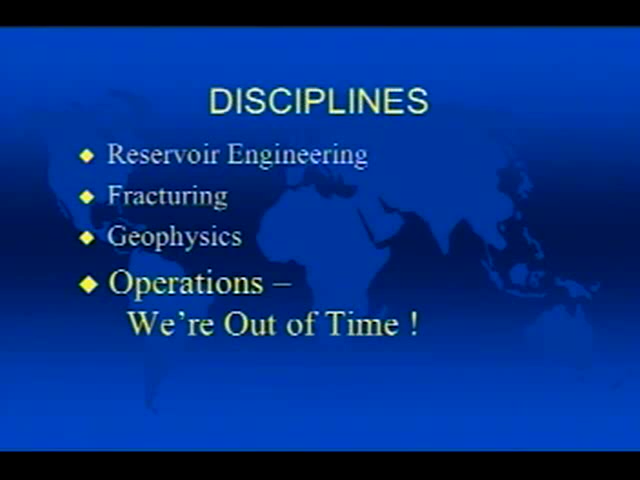 DISCIPLINES
Reservoir Engineering
Fracturing
Geophysics
Operations –
We're Out of Time !